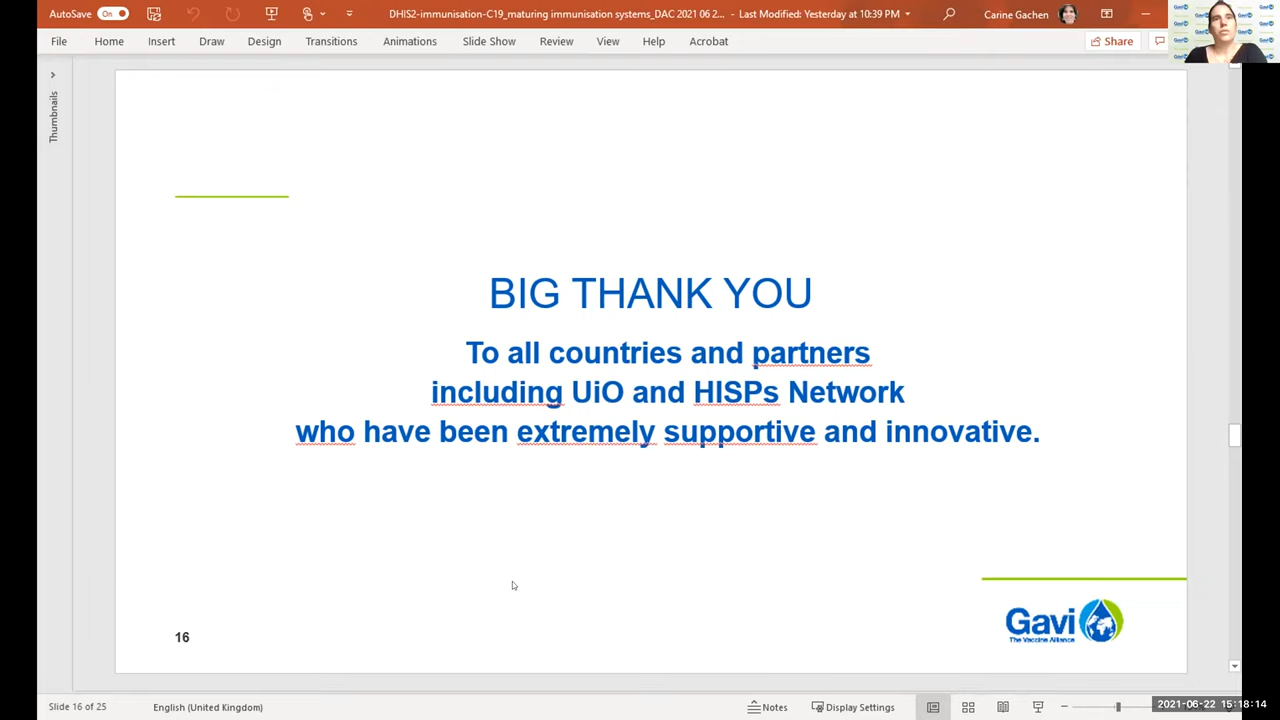 AutoSave On DHIS2-immunisation-C19_maturing immunisation systems_DAC 2021 06 2... - Last Modified: Yesterday at 10:39 PM Carine Gachen
File Home Insert Draw Design Transitions Animations Slide Show Review View Help Acrobat Share
Thumbnails
BIG THANK YOU
To all countries and partners
including UiO and HISPs Network
who have been extremely supportive and innovative.
Gavi
The Vaccine Alliance
16
Slide 16 of 25 English (United Kingdom) Notes Display Settings
2021-06-22 15:18:14